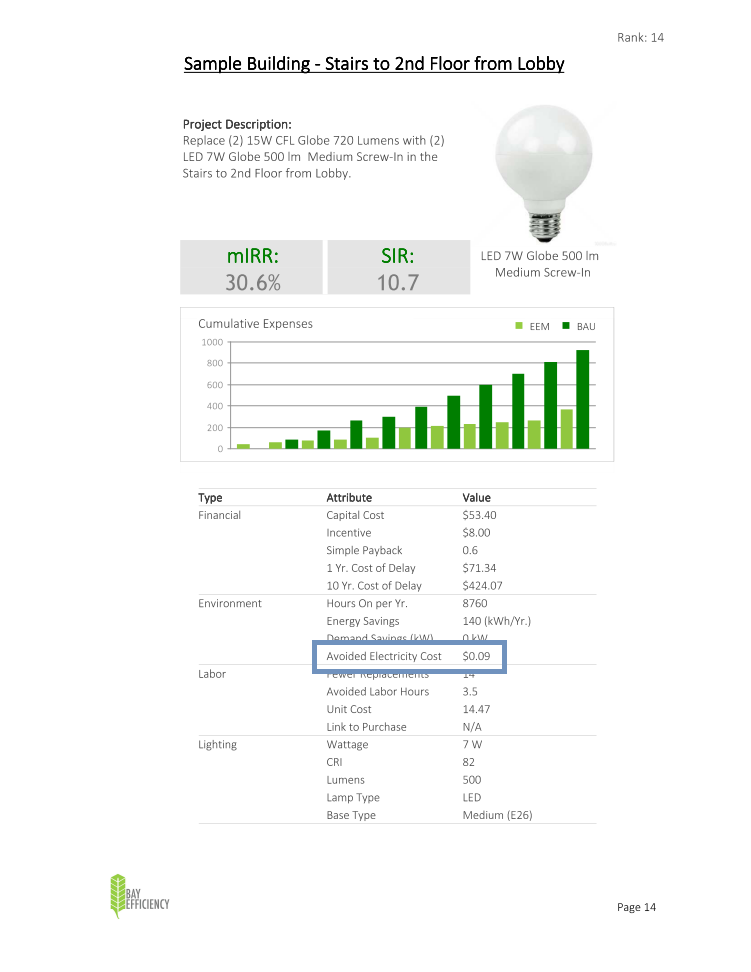 Rank: 14
Sample Building - Stairs to 2nd Floor from Lobby
Project Description:
Replace (2) 15W CFL Globe 720 Lumens with (2)
LED 7W Globe 500 lm  Medium Screw-In in the
Stairs to 2nd Floor from Lobby.
mIRR:
30.6%
SIR:
10.7
LED 7W Globe 500 lm
Medium Screw-In
Cumulative Expenses
EEM BAU
1000
800
600
400
200
0
Type Attribute Value
Financial Capital Cost $53.40
Incentive $8.00
Simple Payback 0.6
1 Yr. Cost of Delay $71.34
10 Yr. Cost of Delay $424.07
Environment Hours On per Yr. 8760
Energy Savings 140 (kWh/Yr.)
Demand Savings (kW) 0 kW
Avoided Electricity Cost $0.09
Labor Fewer Replacements 14
Avoided Labor Hours 3.5
Unit Cost 14.47
Link to Purchase N/A
Lighting Wattage 7 W
CRI 82
Lumens 500
Lamp Type LED
Base Type Medium (E26)
BAY
EFFICIENCY
Page 14